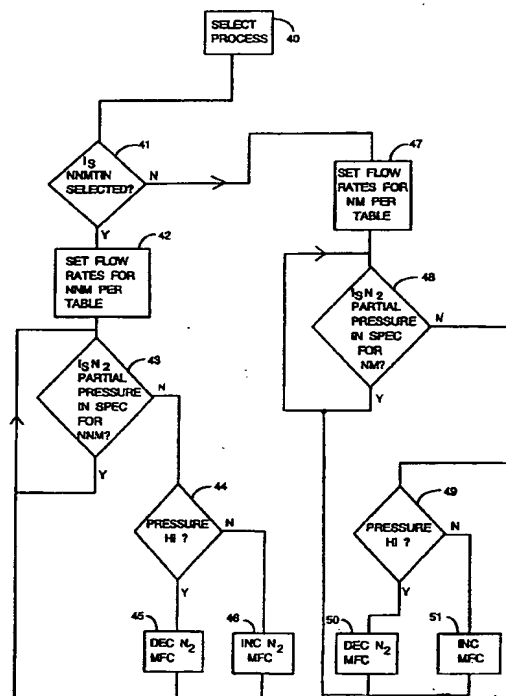 SELECT
PROCESS
40
41
IS
NNMTIN
SELECTED?
N
Y
47
SET FLOW
RATES FOR
NM PER
TABLE
42
SET FLOW
RATES FOR
NNM PER
TABLE
48
IS N2
PARTIAL
PRESSURE
IN SPEC
FOR
NM?
N
Y
43
IS N2
PARTIAL
PRESSURE
IN SPEC
FOR
NNM?
N
Y
44
PRESSURE
HI ?
N
Y
49
PRESSURE
HI ?
N
Y
45
DEC N2
MFC
46
INC N2
MFC
50
DEC N2
MFC
51
INC
MFC